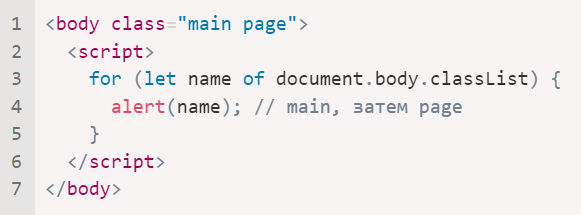 1 <body class="main page">
2   <script>
3     for (let name of document.body.classList) {
4       alert(name); // main, затем page
5     }
6   </script>
7 </body>